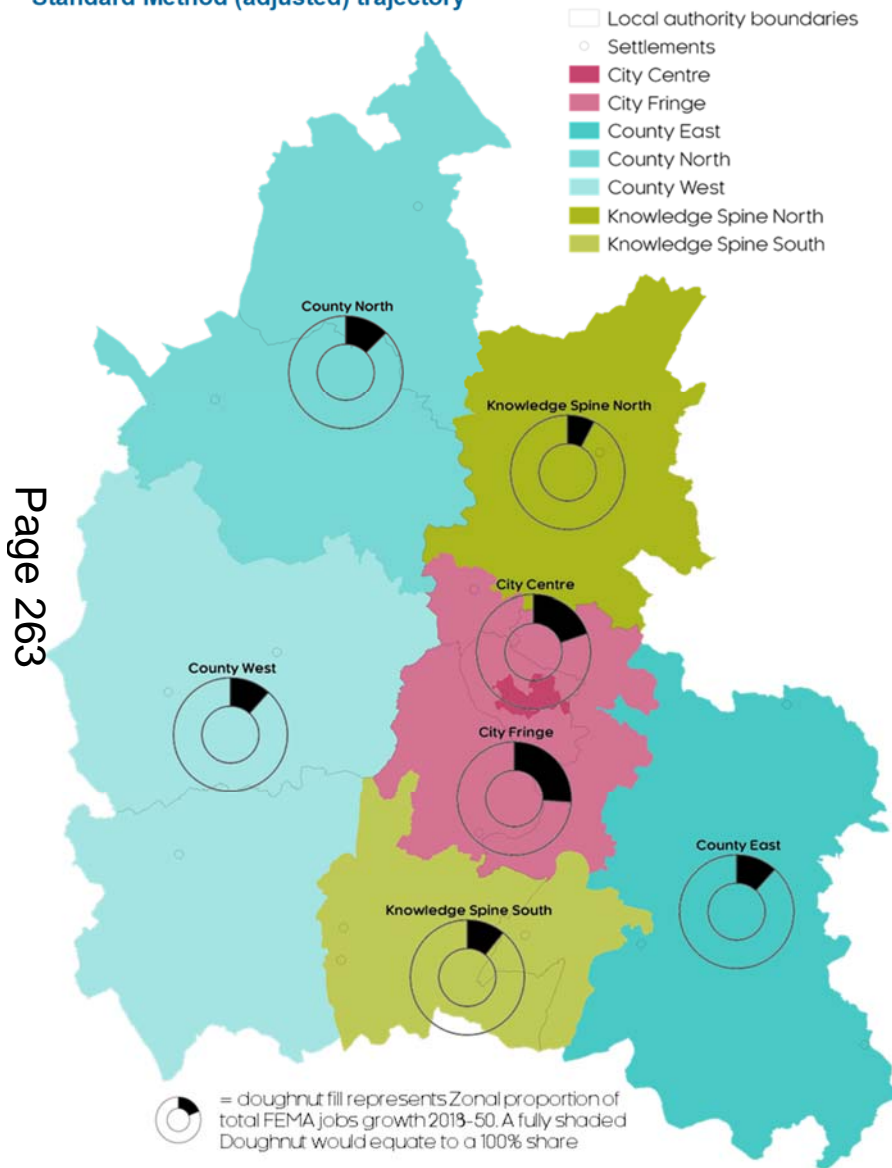 Standard Method (adjusted) trajectory
Local authority boundaries
Settlements
City Centre
City Fringe
County East
County North
County West
Knowledge Spine North
Knowledge Spine South
County North
Knowledge Spine North
City Centre
County West
City Fringe
County East
Knowledge Spine South
Page 263
= doughnut fill represents Zonal proportion of
total FEMA jobs growth 2018-50. A fully shaded
Doughnut would equate to a 100% share